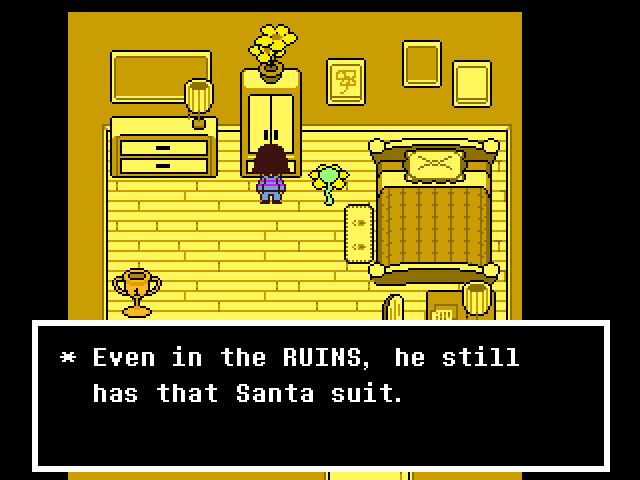 * Even in the RUINS, he still
has that Santa suit.